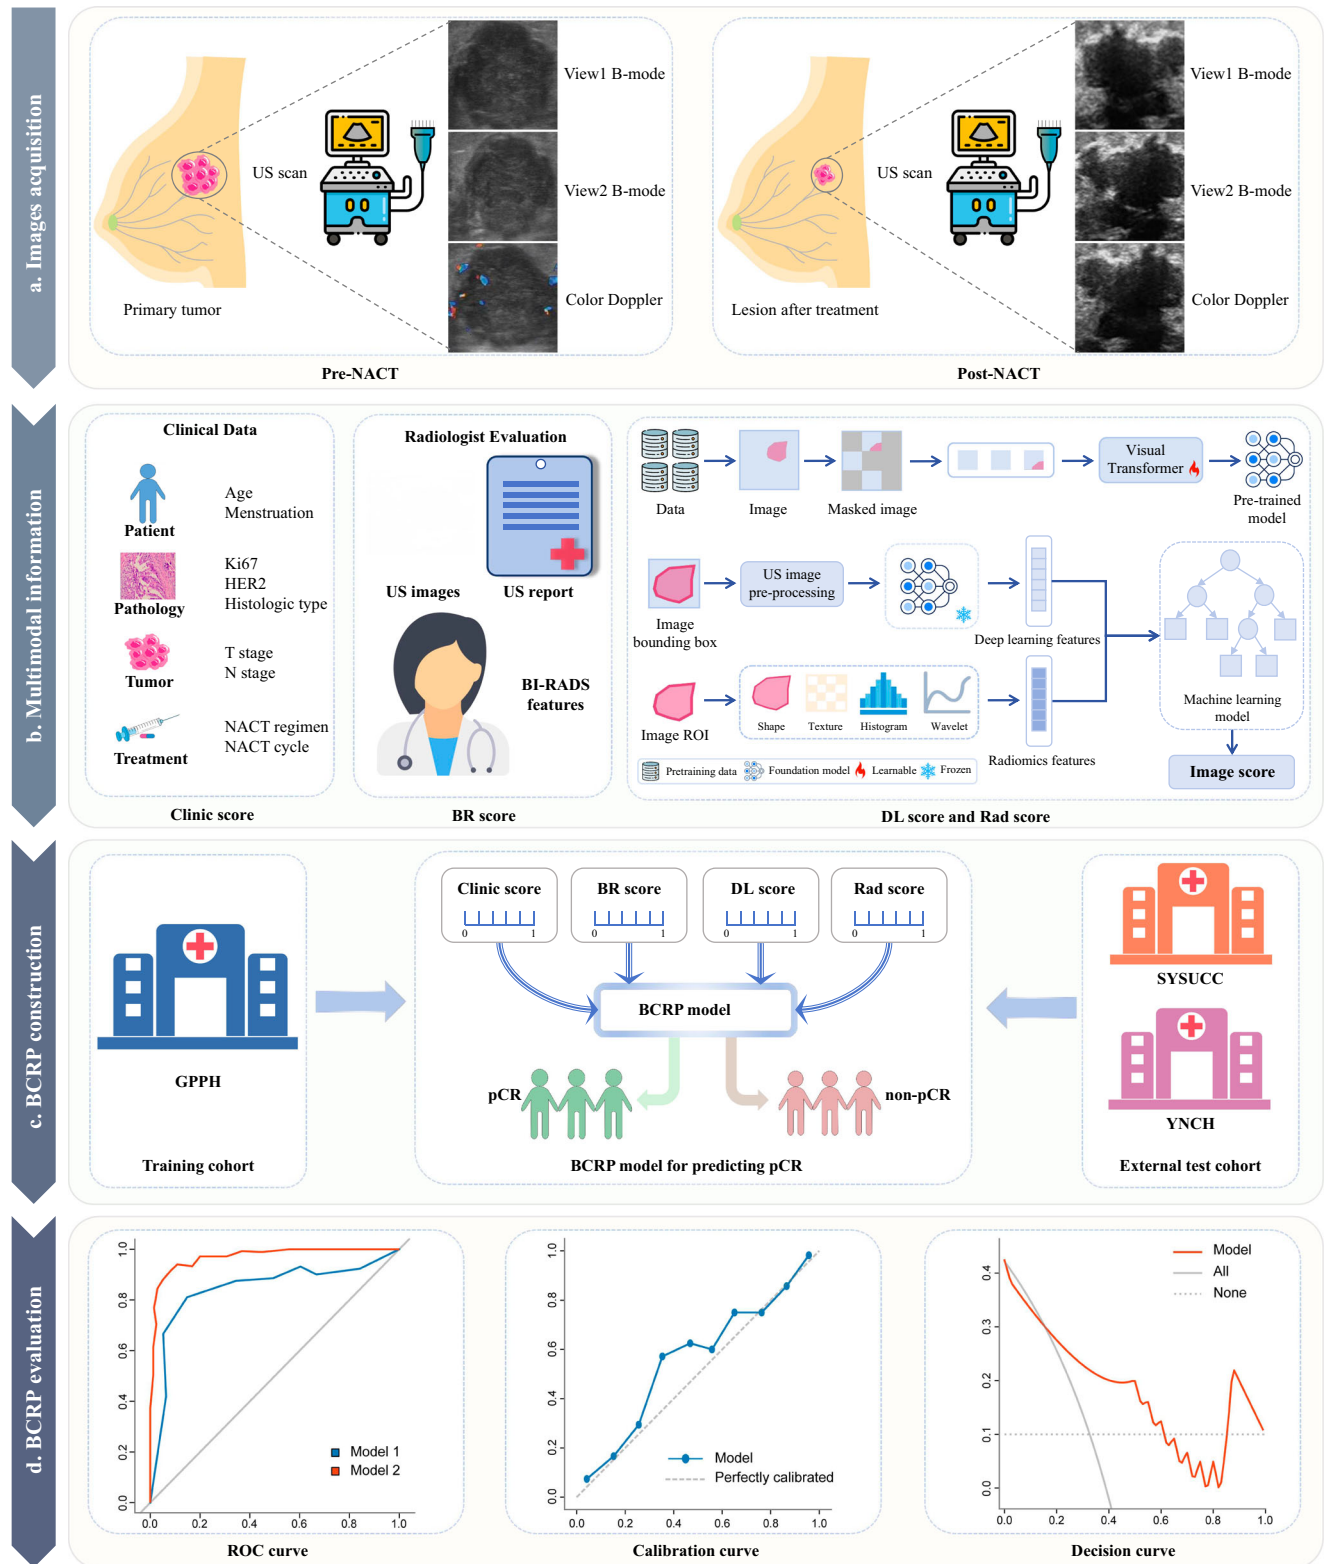 a. Images acquisition
US scan
View1 B-mode
View2 B-mode
Color Doppler
Primary tumor
Pre-NACT
US scan
View1 B-mode
View2 B-mode
Color Doppler
Lesion after treatment
Post-NACT
b. Multimodal information
Clinical Data
Patient
Age
Menstruation
Pathology
Ki67
HER2
Histologic type
Tumor
T stage
N stage
Treatment
NACT regimen
NACT cycle
Clinic score
Radiologist Evaluation
US images
US report
BI-RADS
features
BR score
Data
Image
Masked image
Visual
Transformer
Pre-trained
model
Image
bounding box
US image
pre-processing
Deep learning features
Image ROI
Shape
Texture
Histogram
Wavelet
Radiomics features
Machine learning
model
Image score
Pretraining data
Foundation model
Learnable
Frozen
DL score and Rad score
c. BCRP construction
GPPH
Training cohort
Clinic score
0 1
BR score
0 1
DL score
0 1
Rad score
0 1
BCRP model
pCR
non-pCR
BCRP model for predicting pCR
SYSUCC
YNCH
External test cohort
d. BCRP evaluation
1.0
0.8
0.6
0.4
0.2
0.0
Model 1
Model 2
0.0 0.2 0.4 0.6 0.8 1.0
ROC curve
1.0
0.8
0.6
0.4
0.2
0.0
Model
Perfectly calibrated
0.0 0.2 0.4 0.6 0.8 1.0
Calibration curve
Model
All
None
0.4
0.3
0.2
0.1
0.0
0.0 0.2 0.4 0.6 0.8 1.0
Decision curve